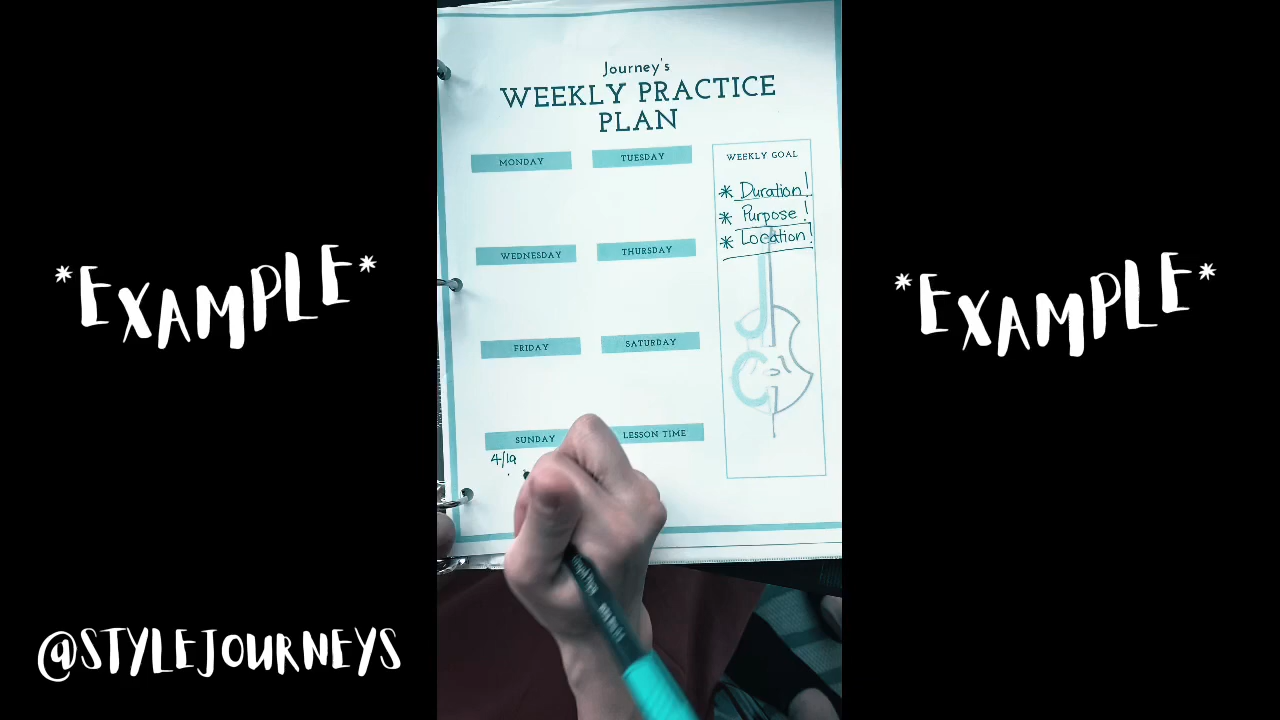 Journey's
WEEKLY PRACTICE
PLAN
MONDAY
TUESDAY
WEEKLY GOAL
* Duration!
* Purpose!
* Location!
WEDNESDAY
THURSDAY
FRIDAY
SATURDAY
SUNDAY
LESSON TIME
4/19
*EXAMPLE*
*EXAMPLE*
@STYLEJOURNEYS